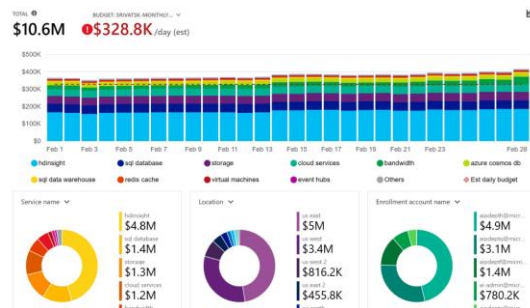 TOTAL
BUDGET: SRIVATSK-MONTHLY...
$10.6M
$328.8K /day (est)
$500K
$400K
$300K
$200K
$100K
$0
Feb 1 Feb 3 Feb 5 Feb 7 Feb 9 Feb 11 Feb 13 Feb 15 Feb 17 Feb 19 Feb 21 Feb 23 Feb 28
hdinsight sql database storage cloud services bandwidth azure cosmos db
sql data warehouse redis cache virtual machines event hubs Others Est daily budget
Service name Location Enrollment account name
hdinsight
$4.8M
sql database
$1.4M
storage
$1.3M
cloud services
$1.2M
us east
$5M
us west
$3.4M
us west 2
$816.2K
us east 2
$455.8K
$4.9M
$3.1M
$1.4M
$780.2K